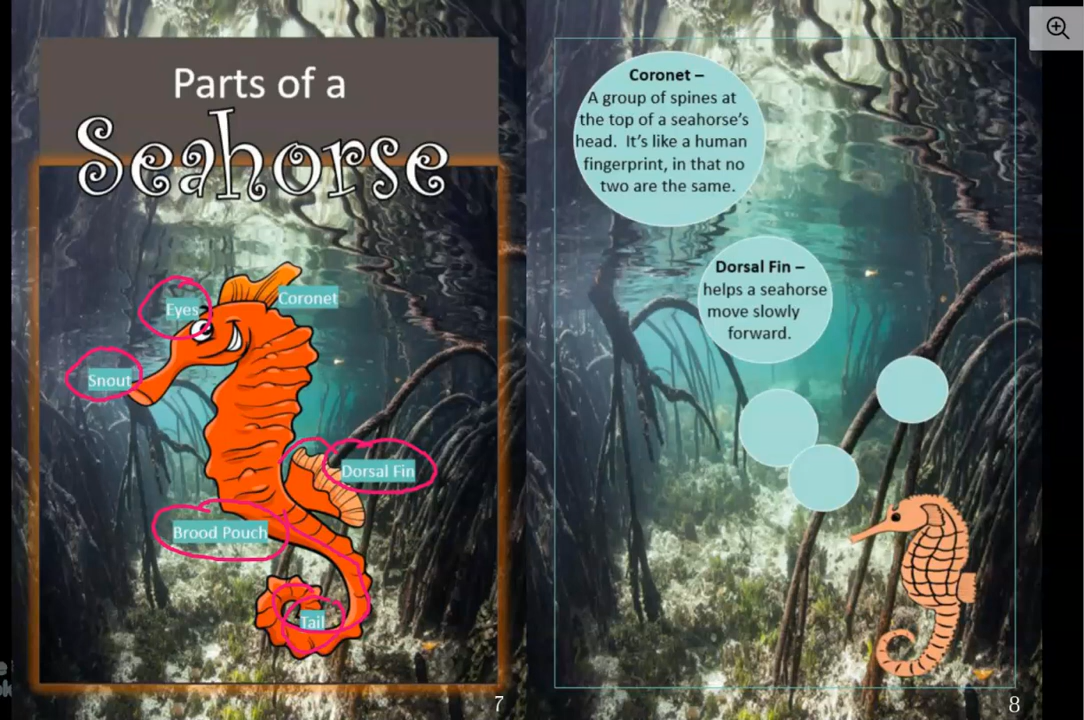 Parts of a
Seahorse
Eyes
Coronet
Snout
Dorsal Fin
Brood Pouch
Tail
7
Coronet –
A group of spines at
the top of a seahorse’s
head. It’s like a human
fingerprint, in that no
two are the same.
Dorsal Fin –
helps a seahorse
move slowly
forward.
8